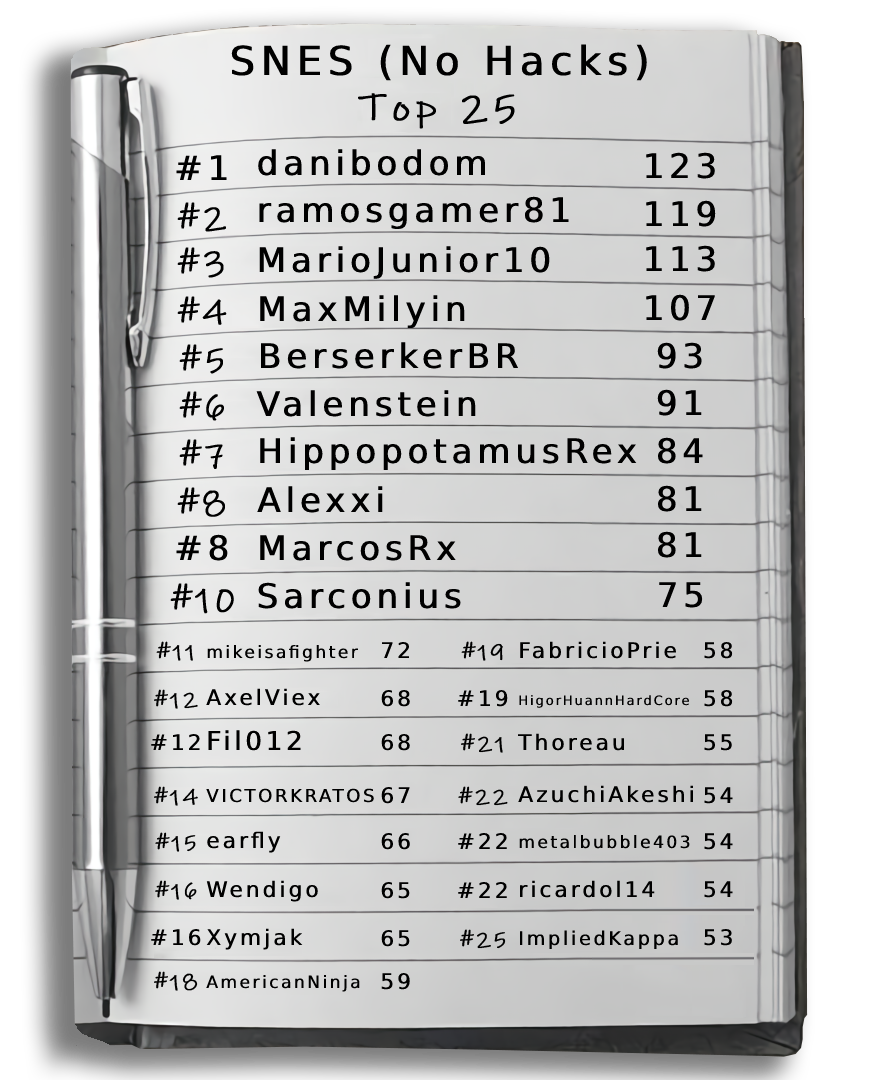 SNES (No Hacks)
Top 25
#1 danibodom 123
#2 ramosgamer81 119
#3 MarioJunior10 113
#4 MaxMilyin 107
#5 BerserkerBR 93
#6 Valenstein 91
#7 HippopotamusRex 84
#8 Alexxi 81
#8 MarcosRx 81
#10 Sarconius 75
#11 mikeisafighter 72
#12 AxelViex 68
#12 Fil012 68
#14 VICTORKRATOS 67
#15 earfly 66
#16 Wendigo 65
#16 Xymjak 65
#18 AmericanNinja 59
#19 FabricioPrie 58
#19 HigorHuannHardCore 58
#21 Thoreau 55
#22 AzuchiAkeshi 54
#22 metalbubble403 54
#22 ricardol14 54
#25 ImpliedKappa 53